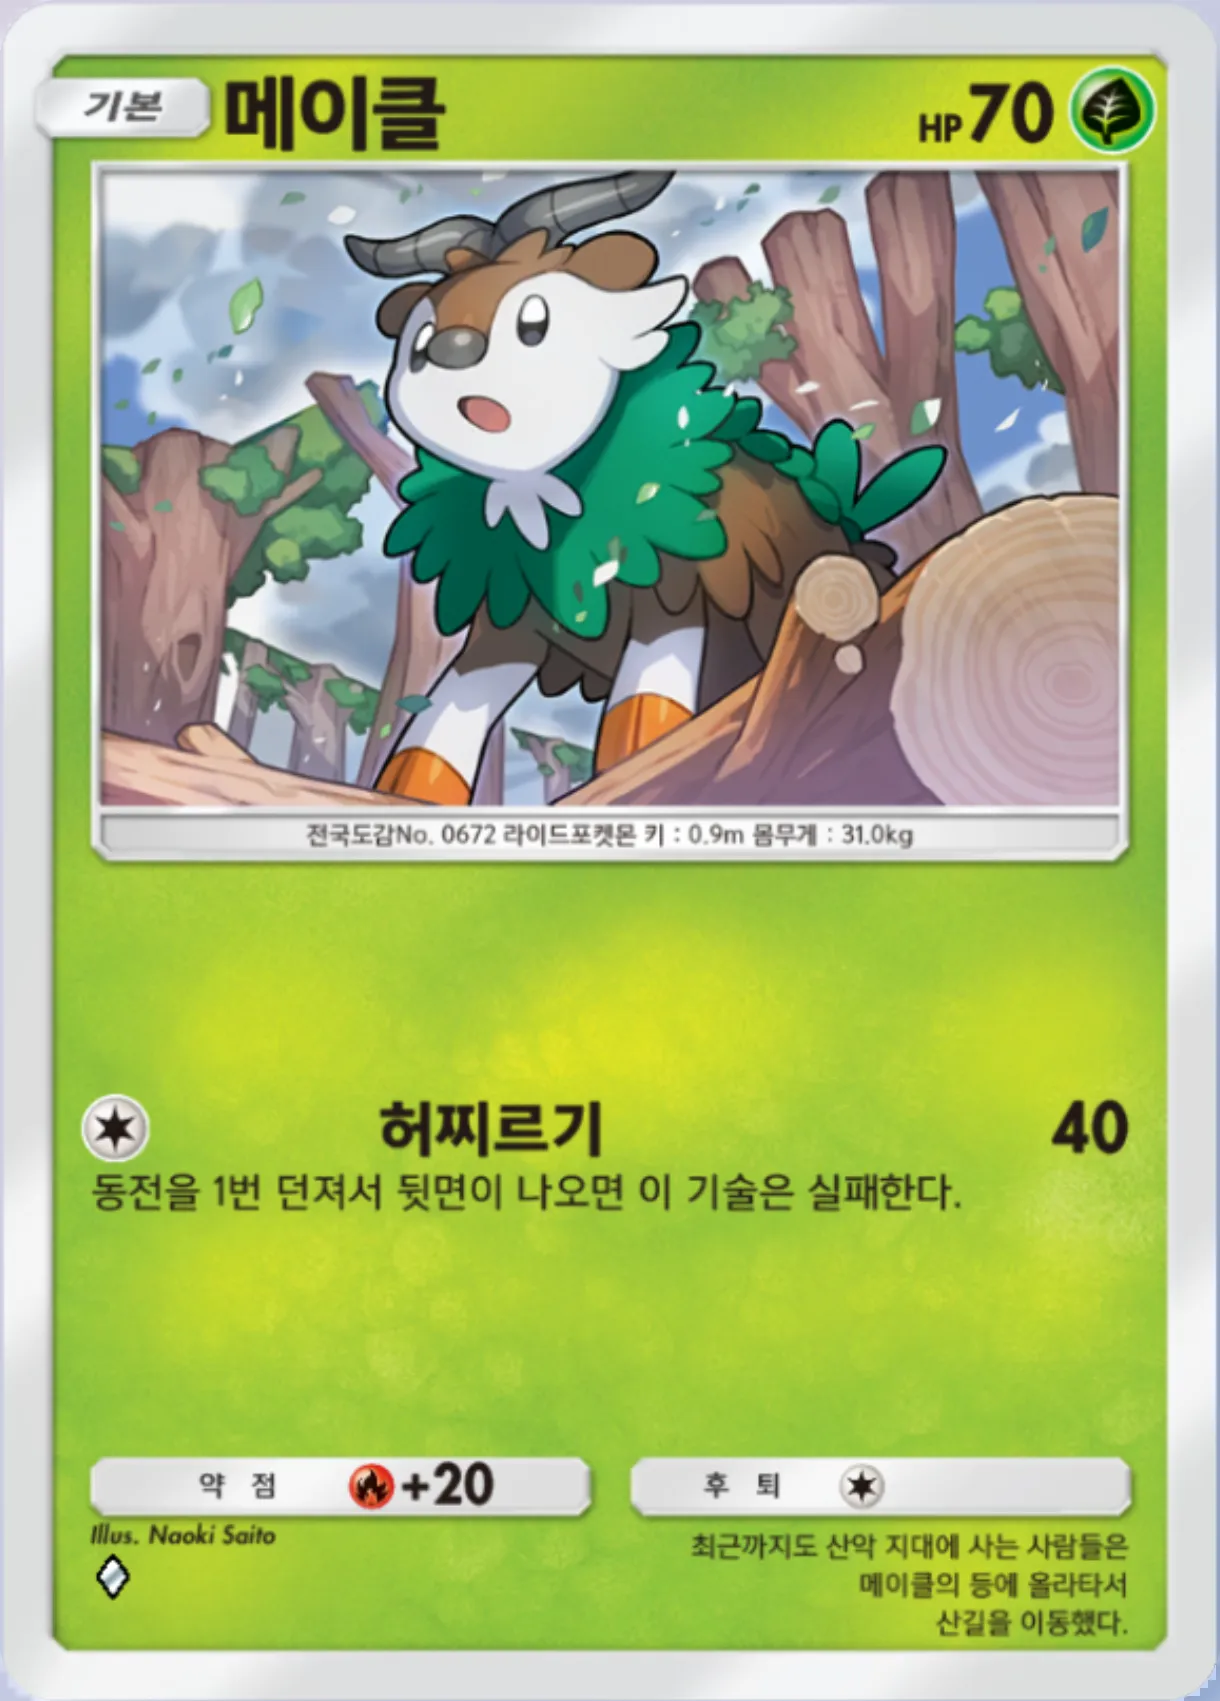 기본
메이클
HP 70
전국도감No. 0672 라이드포켓몬 키 : 0.9m 몸무게 : 31.0kg
허찌르기 40
동전을 1번 던져서 뒷면이 나오면 이 기술은 실패한다.
약점 +20
후퇴
Illus. Naoki Saito
최근까지도 산악 지대에 사는 사람들은
메이클의 등에 올라타서
산길을 이동했다.